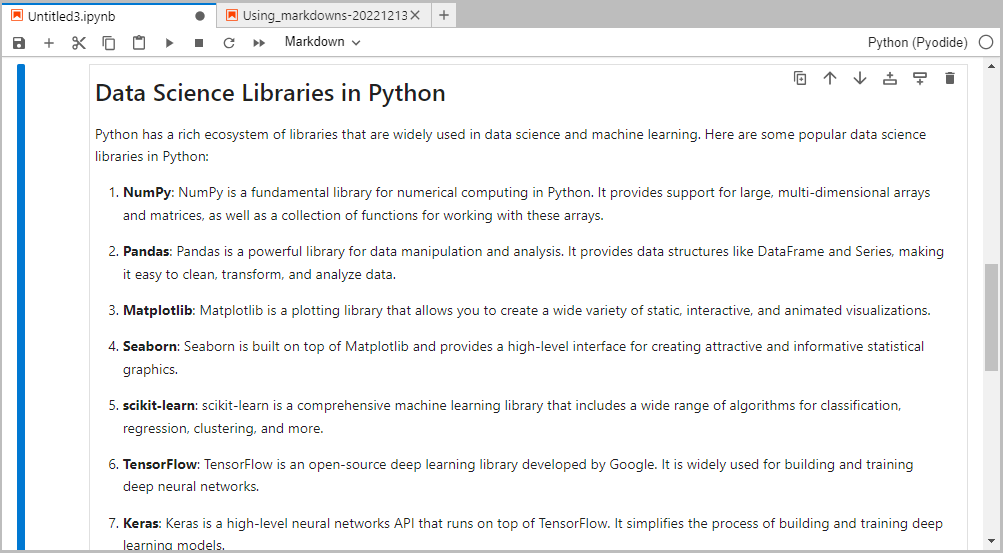 Untitled3.ipynb
Using_markdowns-20221213
Markdown
Python (Pyodide)
Data Science Libraries in Python
Python has a rich ecosystem of libraries that are widely used in data science and machine learning. Here are some popular data science
libraries in Python:
1. NumPy: NumPy is a fundamental library for numerical computing in Python. It provides support for large, multi-dimensional arrays
and matrices, as well as a collection of functions for working with these arrays.
2. Pandas: Pandas is a powerful library for data manipulation and analysis. It provides data structures like DataFrame and Series, making
it easy to clean, transform, and analyze data.
3. Matplotlib: Matplotlib is a plotting library that allows you to create a wide variety of static, interactive, and animated visualizations.
4. Seaborn: Seaborn is built on top of Matplotlib and provides a high-level interface for creating attractive and informative statistical
graphics.
5. scikit-learn: scikit-learn is a comprehensive machine learning library that includes a wide range of algorithms for classification,
regression, clustering, and more.
6. TensorFlow: TensorFlow is an open-source deep learning library developed by Google. It is widely used for building and training
deep neural networks.
7. Keras: Keras is a high-level neural networks API that runs on top of TensorFlow. It simplifies the process of building and training deep
learning models.